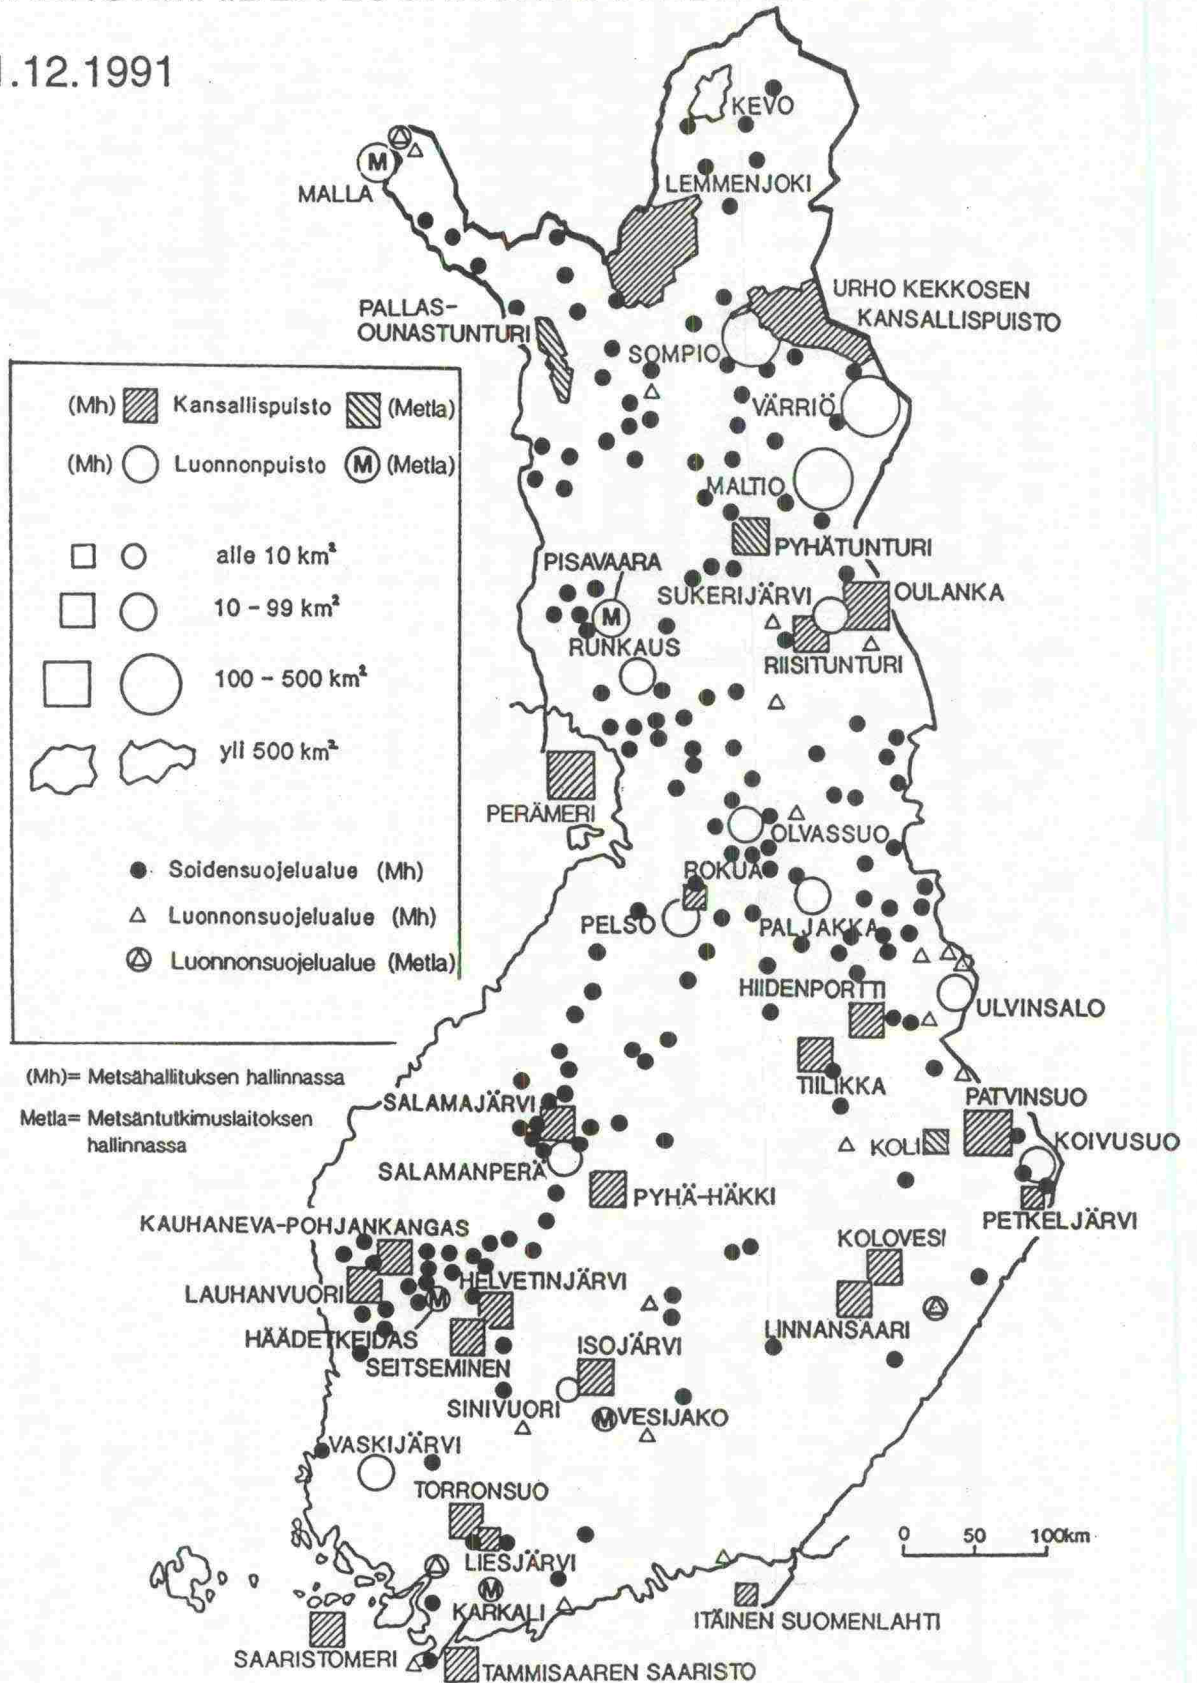 1.12.1991
KEVO
MALLA
LEMMENJOKI
URHO KEKKOSEN
KANSALLISPUISTO
PALLAS-
OUNASTUNTURI
SOMPIO
VÄRRIÖ
MALTIO
PYHÄTUNTURI
PISAVAARA
SUKERIJÄRVI
OULANKA
RUNKAUS
RIISITUNTURI
PERÄMERI
OLVASSUO
ROKUA
PELSO
PALJAKKA
HIIDENPORTTI
ULVINSALO
TIILIKKA
PATVINSUO
SALAMAJÄRVI
KOLI
KOIVUSUO
SALAMANPERÄ
PYHÄ-HÄKKI
PETKELJÄRVI
KAUHANEVA-POHJANKANGAS
KOLOVESI
LAUHANVUORI
HELVETINJÄRVI
HÄÄDETKEIDAS
LINNANSAARI
SEITSEMINEN
ISOJÄRVI
SINIVUORI
M VESIJAKO
VASKIJÄRVI
TORRONSUO
LIESJÄRVI
KARKALI
ITÄINEN SUOMENLAHTI
SAARISTOMERI
TAMMISAAREN SAARISTO
M
M
M
M
0 50 100km
(Mh) Kansallispuisto (Metla)
(Mh) Luonnonpuisto M (Metla)
alle 10 km²
10 - 99 km²
100 - 500 km²
yli 500 km²
Soidensuojelualue (Mh)
Luonnonsuojelualue (Mh)
Luonnonsuojelualue (Metla)
(Mh)= Metsähallituksen hallinnassa
Metla= Metsäntutkimuslaitoksen
hallinnassa